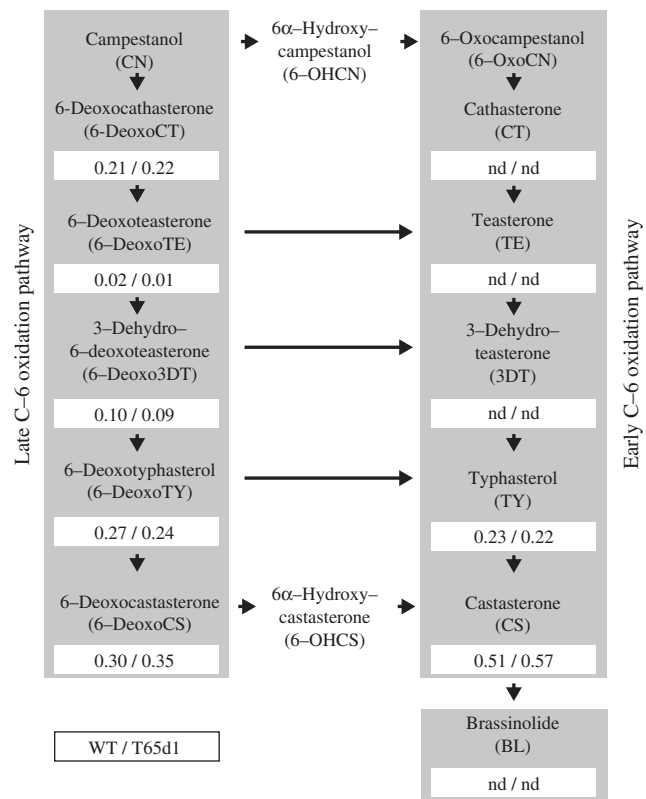 Late C–6 oxidation pathway
Campestanol
(CN)
6-Deoxocathasterone
(6-DeoxoCT)
0.21 / 0.22
6–Deoxoteasterone
(6–DeoxoTE)
0.02 / 0.01
3–Dehydro–
6–deoxoteasterone
(6–Deoxo3DT)
0.10 / 0.09
6–Deoxotyphasterol
(6–DeoxoTY)
0.27 / 0.24
6–Deoxocastasterone
(6–DeoxoCS)
0.30 / 0.35
WT / T65d1
6α–Hydroxy–
campestanol
(6–OHCN)
6α–Hydroxy–
castasterone
(6–OHCS)
6–Oxocampestanol
(6–OxoCN)
Cathasterone
(CT)
nd / nd
Teasterone
(TE)
nd / nd
3–Dehydro–
teasterone
(3DT)
nd / nd
Typhasterol
(TY)
0.23 / 0.22
Castasterone
(CS)
0.51 / 0.57
Brassinolide
(BL)
nd / nd
Early C–6 oxidation pathway